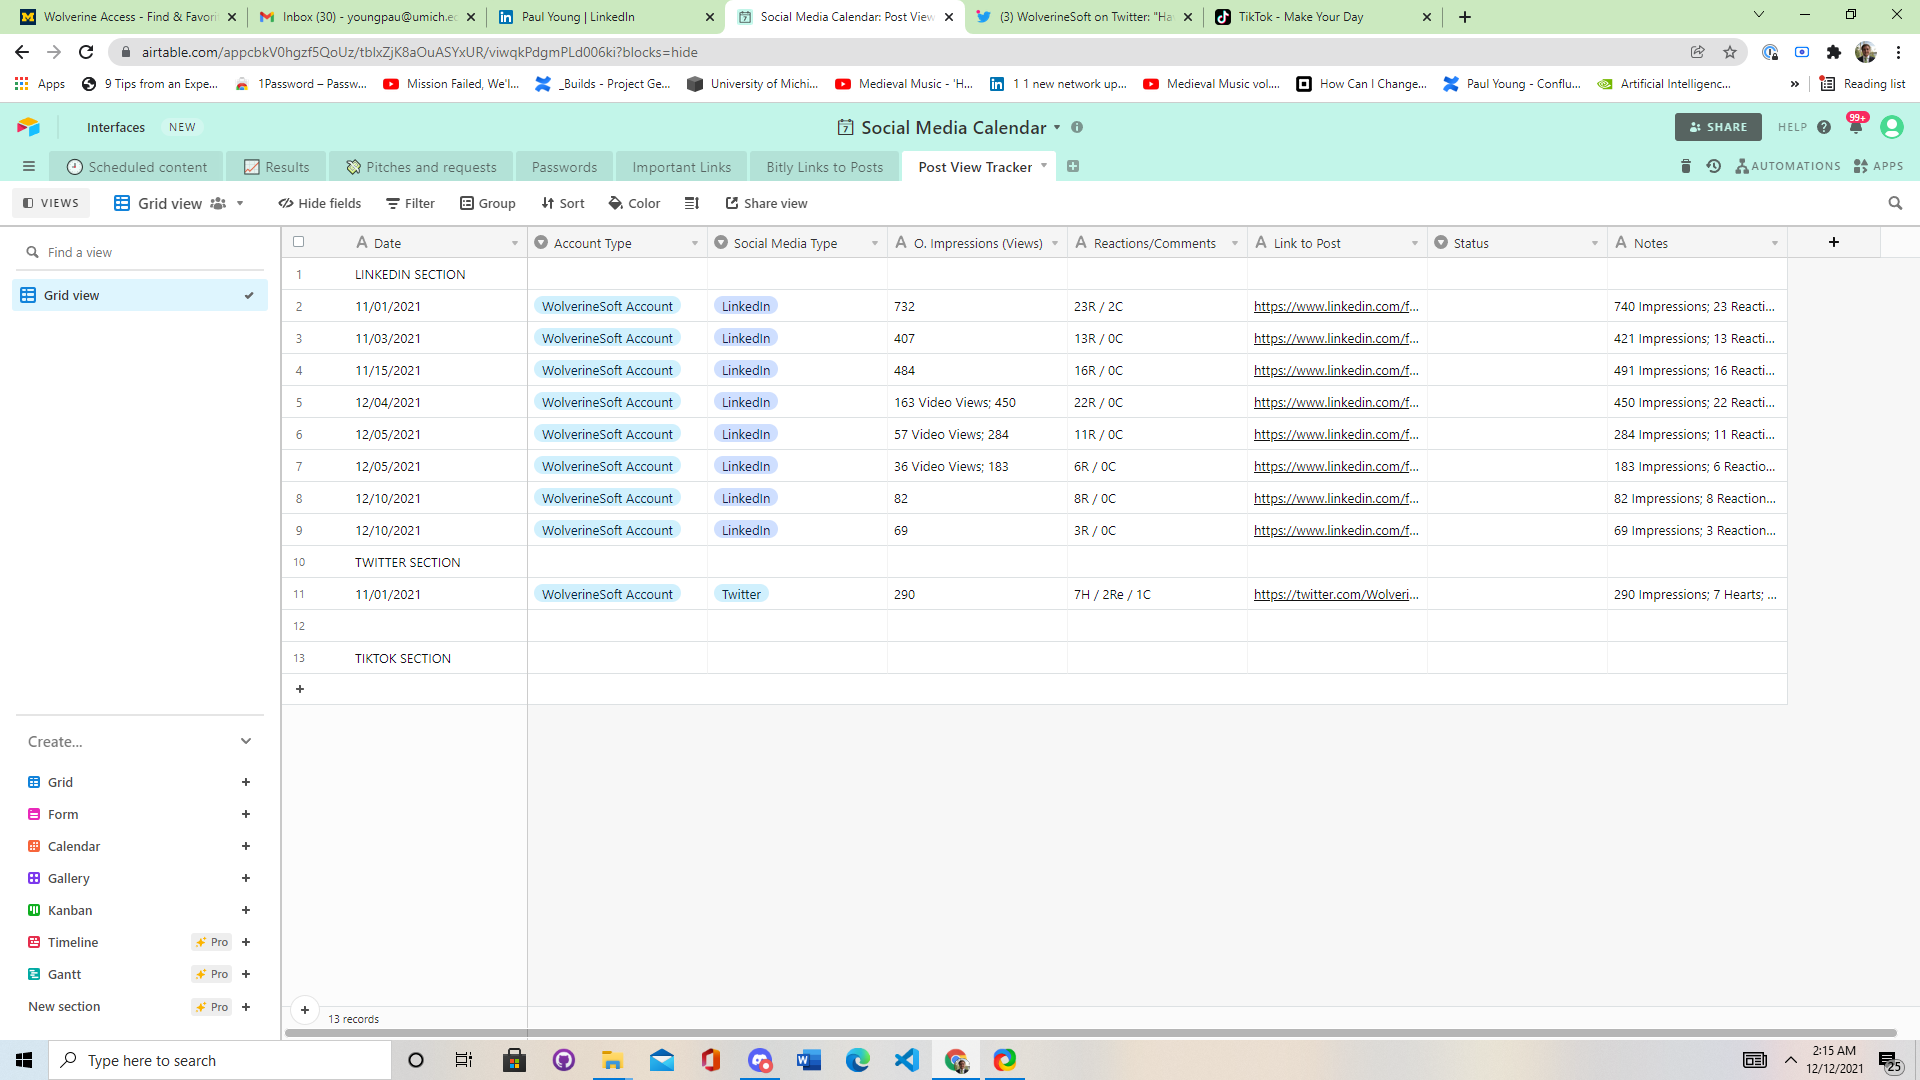 Wolverine Access - Find & Favori
Inbox (30) - youngpau@umich.ec
Paul Young | LinkedIn
Social Media Calendar: Post View
(3) WolverineSoft on Twitter: "Ha
TikTok - Make Your Day
airtable.com/appcbkV0hgzf5QoUz/tblxZjK8aOuASYxUR/viwqkPdgmPLd006ki?blocks=hide
Apps
9 Tips from an Expe...
1Password – Passw...
Mission Failed, We'l...
_Builds - Project Ge...
University of Michi...
Medieval Music - 'H...
1 1 new network up...
Medieval Music vol....
How Can I Change...
Paul Young - Conflu...
Artificial Intelligenc...
»
Reading list
Interfaces
NEW
7
Social Media Calendar
SHARE
HELP
99+
Scheduled content
Results
Pitches and requests
Passwords
Important Links
Bitly Links to Posts
Post View Tracker
AUTOMATIONS
APPS
VIEWS
Grid view
Hide fields
Filter
Group
Sort
Color
Share view
Find a view
Grid view
Date Account Type Social Media Type O. Impressions (Views) Reactions/Comments Link to Post Status Notes
1 LINKEDIN SECTION
2 11/01/2021 WolverineSoft Account LinkedIn 732 23R / 2C https://www.linkedin.com/f... 740 Impressions; 23 Reacti...
3 11/03/2021 WolverineSoft Account LinkedIn 407 13R / 0C https://www.linkedin.com/f... 421 Impressions; 13 Reacti...
4 11/15/2021 WolverineSoft Account LinkedIn 484 16R / 0C https://www.linkedin.com/f... 491 Impressions; 16 Reacti...
5 12/04/2021 WolverineSoft Account LinkedIn 163 Video Views; 450 22R / 0C https://www.linkedin.com/f... 450 Impressions; 22 Reacti...
6 12/05/2021 WolverineSoft Account LinkedIn 57 Video Views; 284 11R / 0C https://www.linkedin.com/f... 284 Impressions; 11 Reacti...
7 12/05/2021 WolverineSoft Account LinkedIn 36 Video Views; 183 6R / 0C https://www.linkedin.com/f... 183 Impressions; 6 Reactio...
8 12/10/2021 WolverineSoft Account LinkedIn 82 8R / 0C https://www.linkedin.com/f... 82 Impressions; 8 Reaction...
9 12/10/2021 WolverineSoft Account LinkedIn 69 3R / 0C https://www.linkedin.com/f... 69 Impressions; 3 Reaction...
10 TWITTER SECTION
11 11/01/2021 WolverineSoft Account Twitter 290 7H / 2Re / 1C https://twitter.com/Wolveri... 290 Impressions; 7 Hearts; ...
12
13 TIKTOK SECTION
Create...
Grid
Form
Calendar
Gallery
Kanban
Timeline Pro
Gantt Pro
New section Pro
13 records
Type here to search
2:15 AM
12/12/2021
25